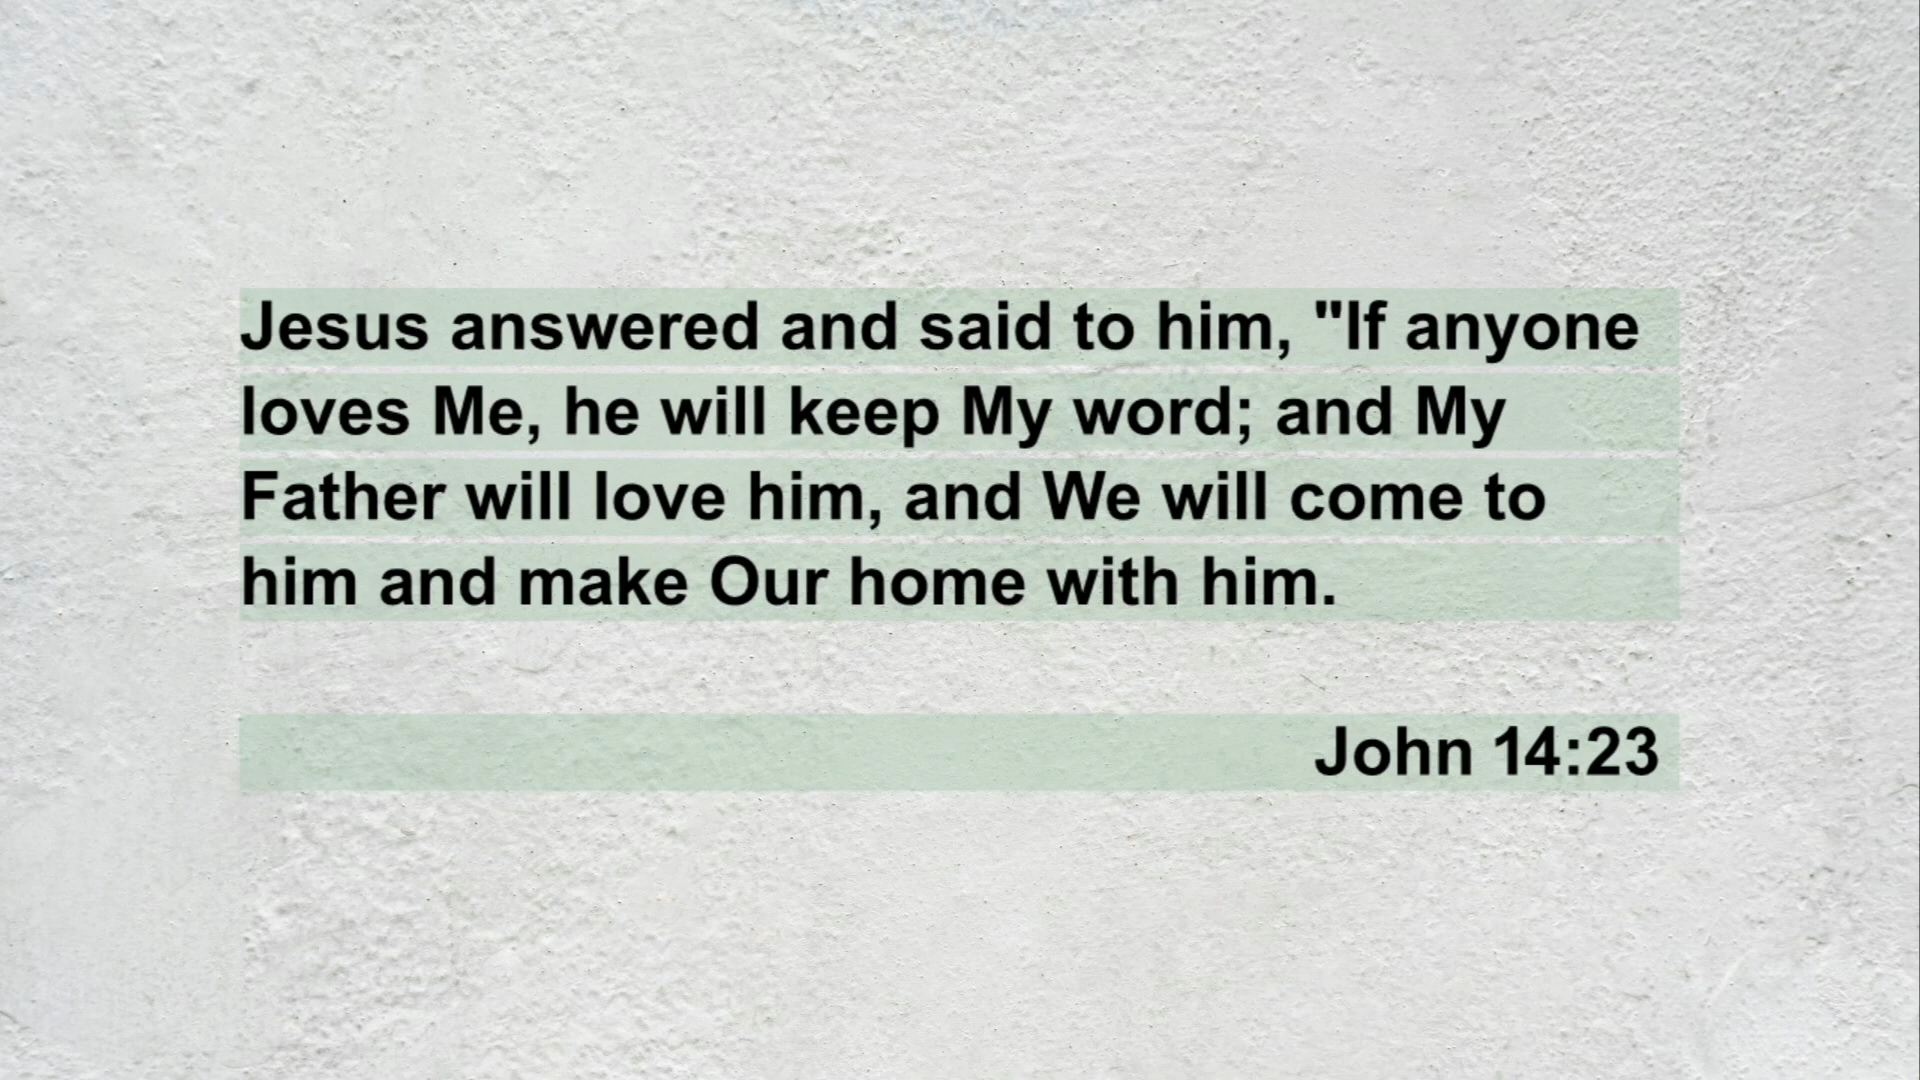 Jesus answered and said to him, "If anyone
loves Me, he will keep My word; and My
Father will love him, and We will come to
him and make Our home with him.
John 14:23